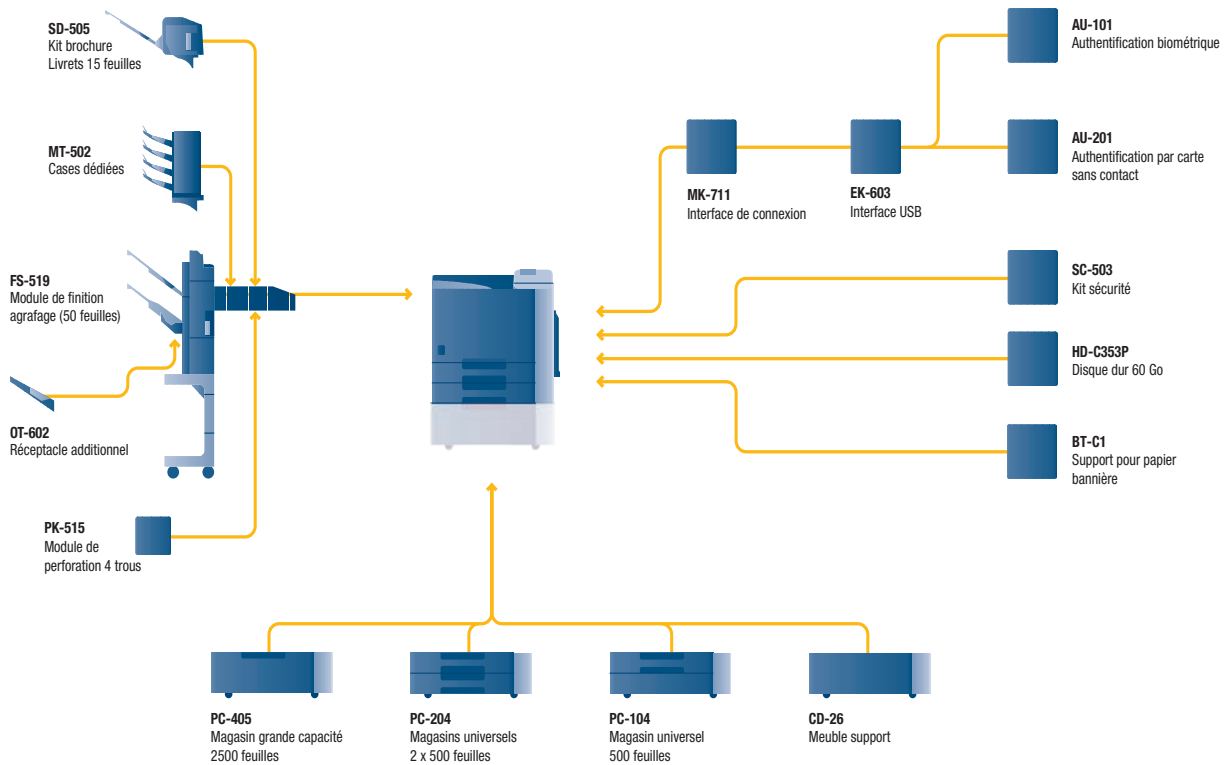 SD-505
Kit brochure
Livrets 15 feuilles
MT-502
Cases dédiées
FS-519
Module de finition
agrafage (50 feuilles)
OT-602
Réceptacle additionnel
PK-515
Module de
perforation 4 trous
AU-101
Authentification biométrique
AU-201
Authentification par carte
sans contact
MK-711
Interface de connexion
EK-603
Interface USB
SC-503
Kit sécurité
HD-C353P
Disque dur 60 Go
BT-C1
Support pour papier
bannière
PC-405
Magasin grande capacité
2500 feuilles
PC-204
Magasins universels
2 x 500 feuilles
PC-104
Magasin universel
500 feuilles
CD-26
Meuble support